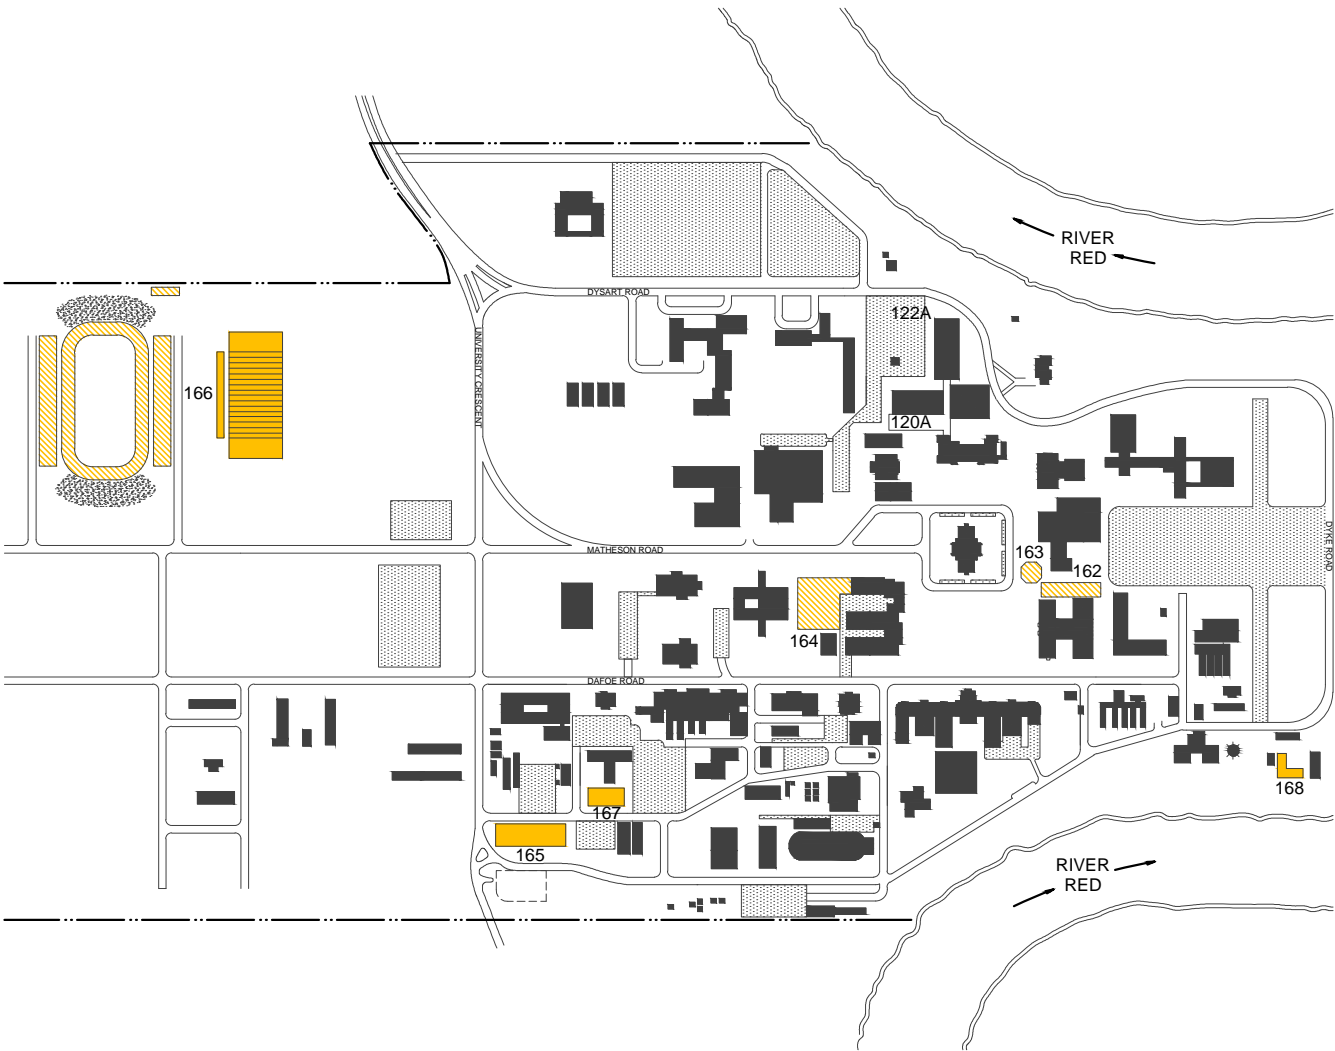 RIVER
RED
DYSART ROAD
122A
UNIVERSITY CRESCENT
166
120A
DYKE ROAD
MATHESON ROAD
163
162
164
DAFOE ROAD
168
167
165
RIVER
RED